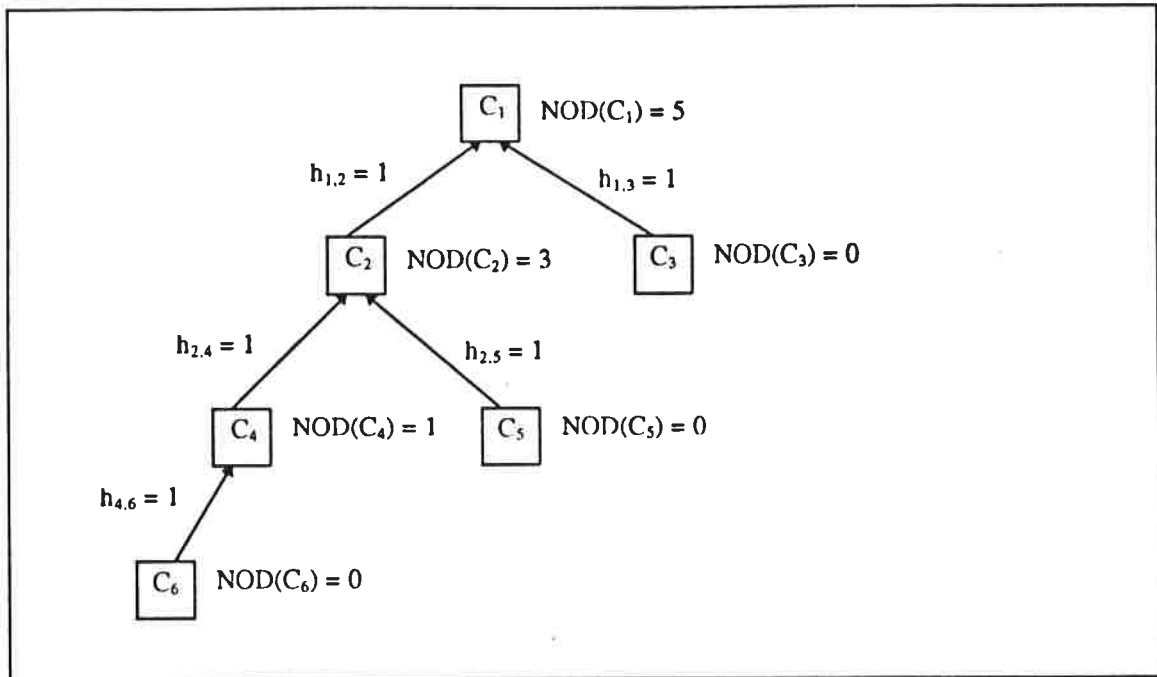 C₁ NOD(C₁) = 5
h₁,₂ = 1 h₁,₃ = 1
C₂ NOD(C₂) = 3 C₃ NOD(C₃) = 0
h₂,₄ = 1 h₂,₅ = 1
C₄ NOD(C₄) = 1 C₅ NOD(C₅) = 0
h₄,₆ = 1
C₆ NOD(C₆) = 0